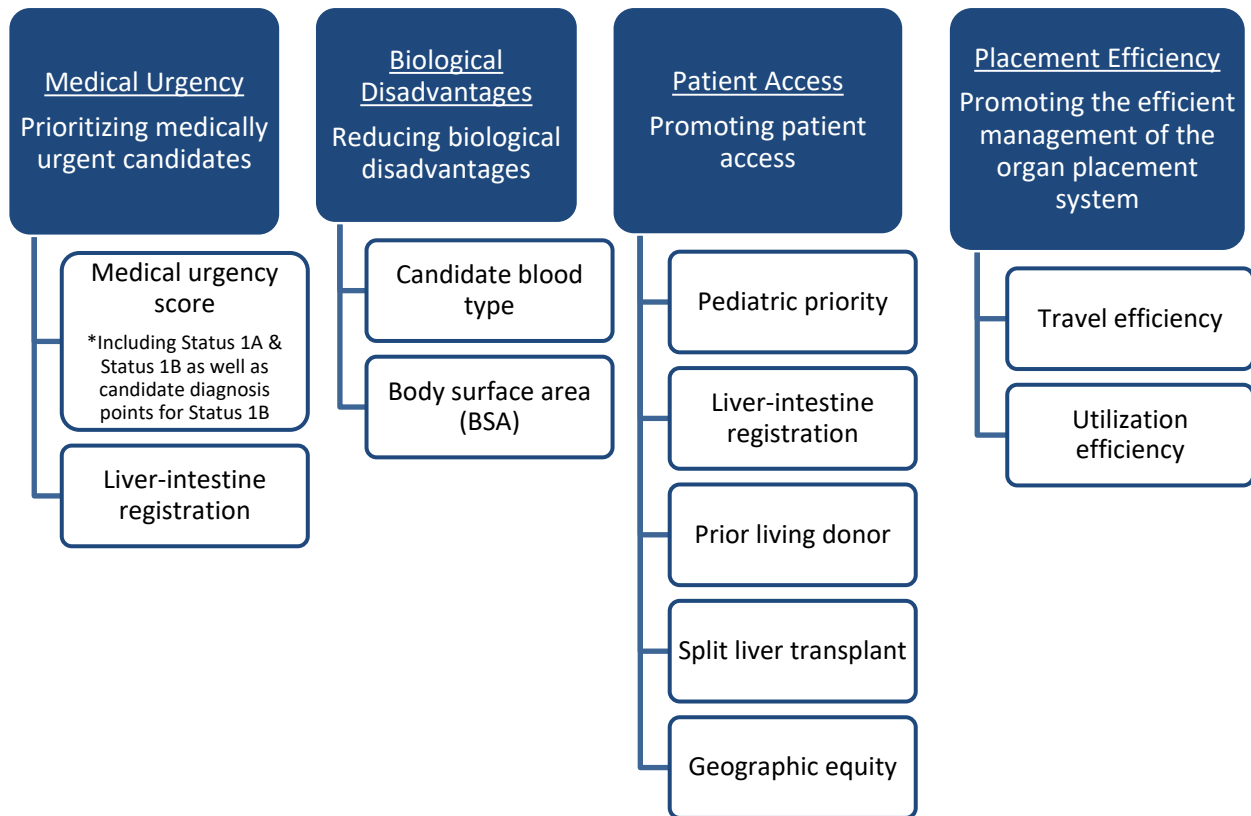 Medical Urgency
Prioritizing medically
urgent candidates
Medical urgency
score
*Including Status 1A &
Status 1B as well as
candidate diagnosis
points for Status 1B
Liver-intestine
registration
Biological
Disadvantages
Reducing biological
disadvantages
Candidate blood
type
Body surface area
(BSA)
Patient Access
Promoting patient
access
Pediatric priority
Liver-intestine
registration
Prior living donor
Split liver transplant
Geographic equity
Placement Efficiency
Promoting the efficient
management of the
organ placement
system
Travel efficiency
Utilization
efficiency